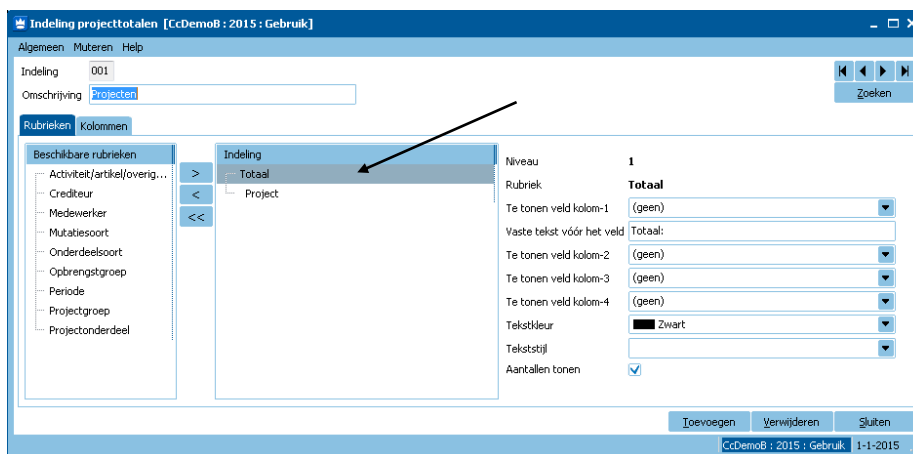 Indeling projecttotalen [CcDemoB : 2015 : Gebruik]
Algemeen Muteren Help
Indeling 001
Omschrijving Projecten
Zoeken
Rubrieken Kolommen
Beschikbare rubrieken
Activiteit/artikel/overig...
Crediteur
Medewerker
Mutatiesoort
Onderdeelsoort
Opbrengstgroep
Periode
Projectgroep
Projectonderdeel
>
<
<<
Indeling
Totaal
Project
Niveau 1
Rubriek Totaal
Te tonen veld kolom-1 (geen)
Vaste tekst vóór het veld Totaal:
Te tonen veld kolom-2 (geen)
Te tonen veld kolom-3 (geen)
Te tonen veld kolom-4 (geen)
Tekstkleur Zwart
Tekststijl
Aantallen tonen
Toevoegen Verwijderen Sluiten
CcDemoB : 2015 : Gebruik 1-1-2015